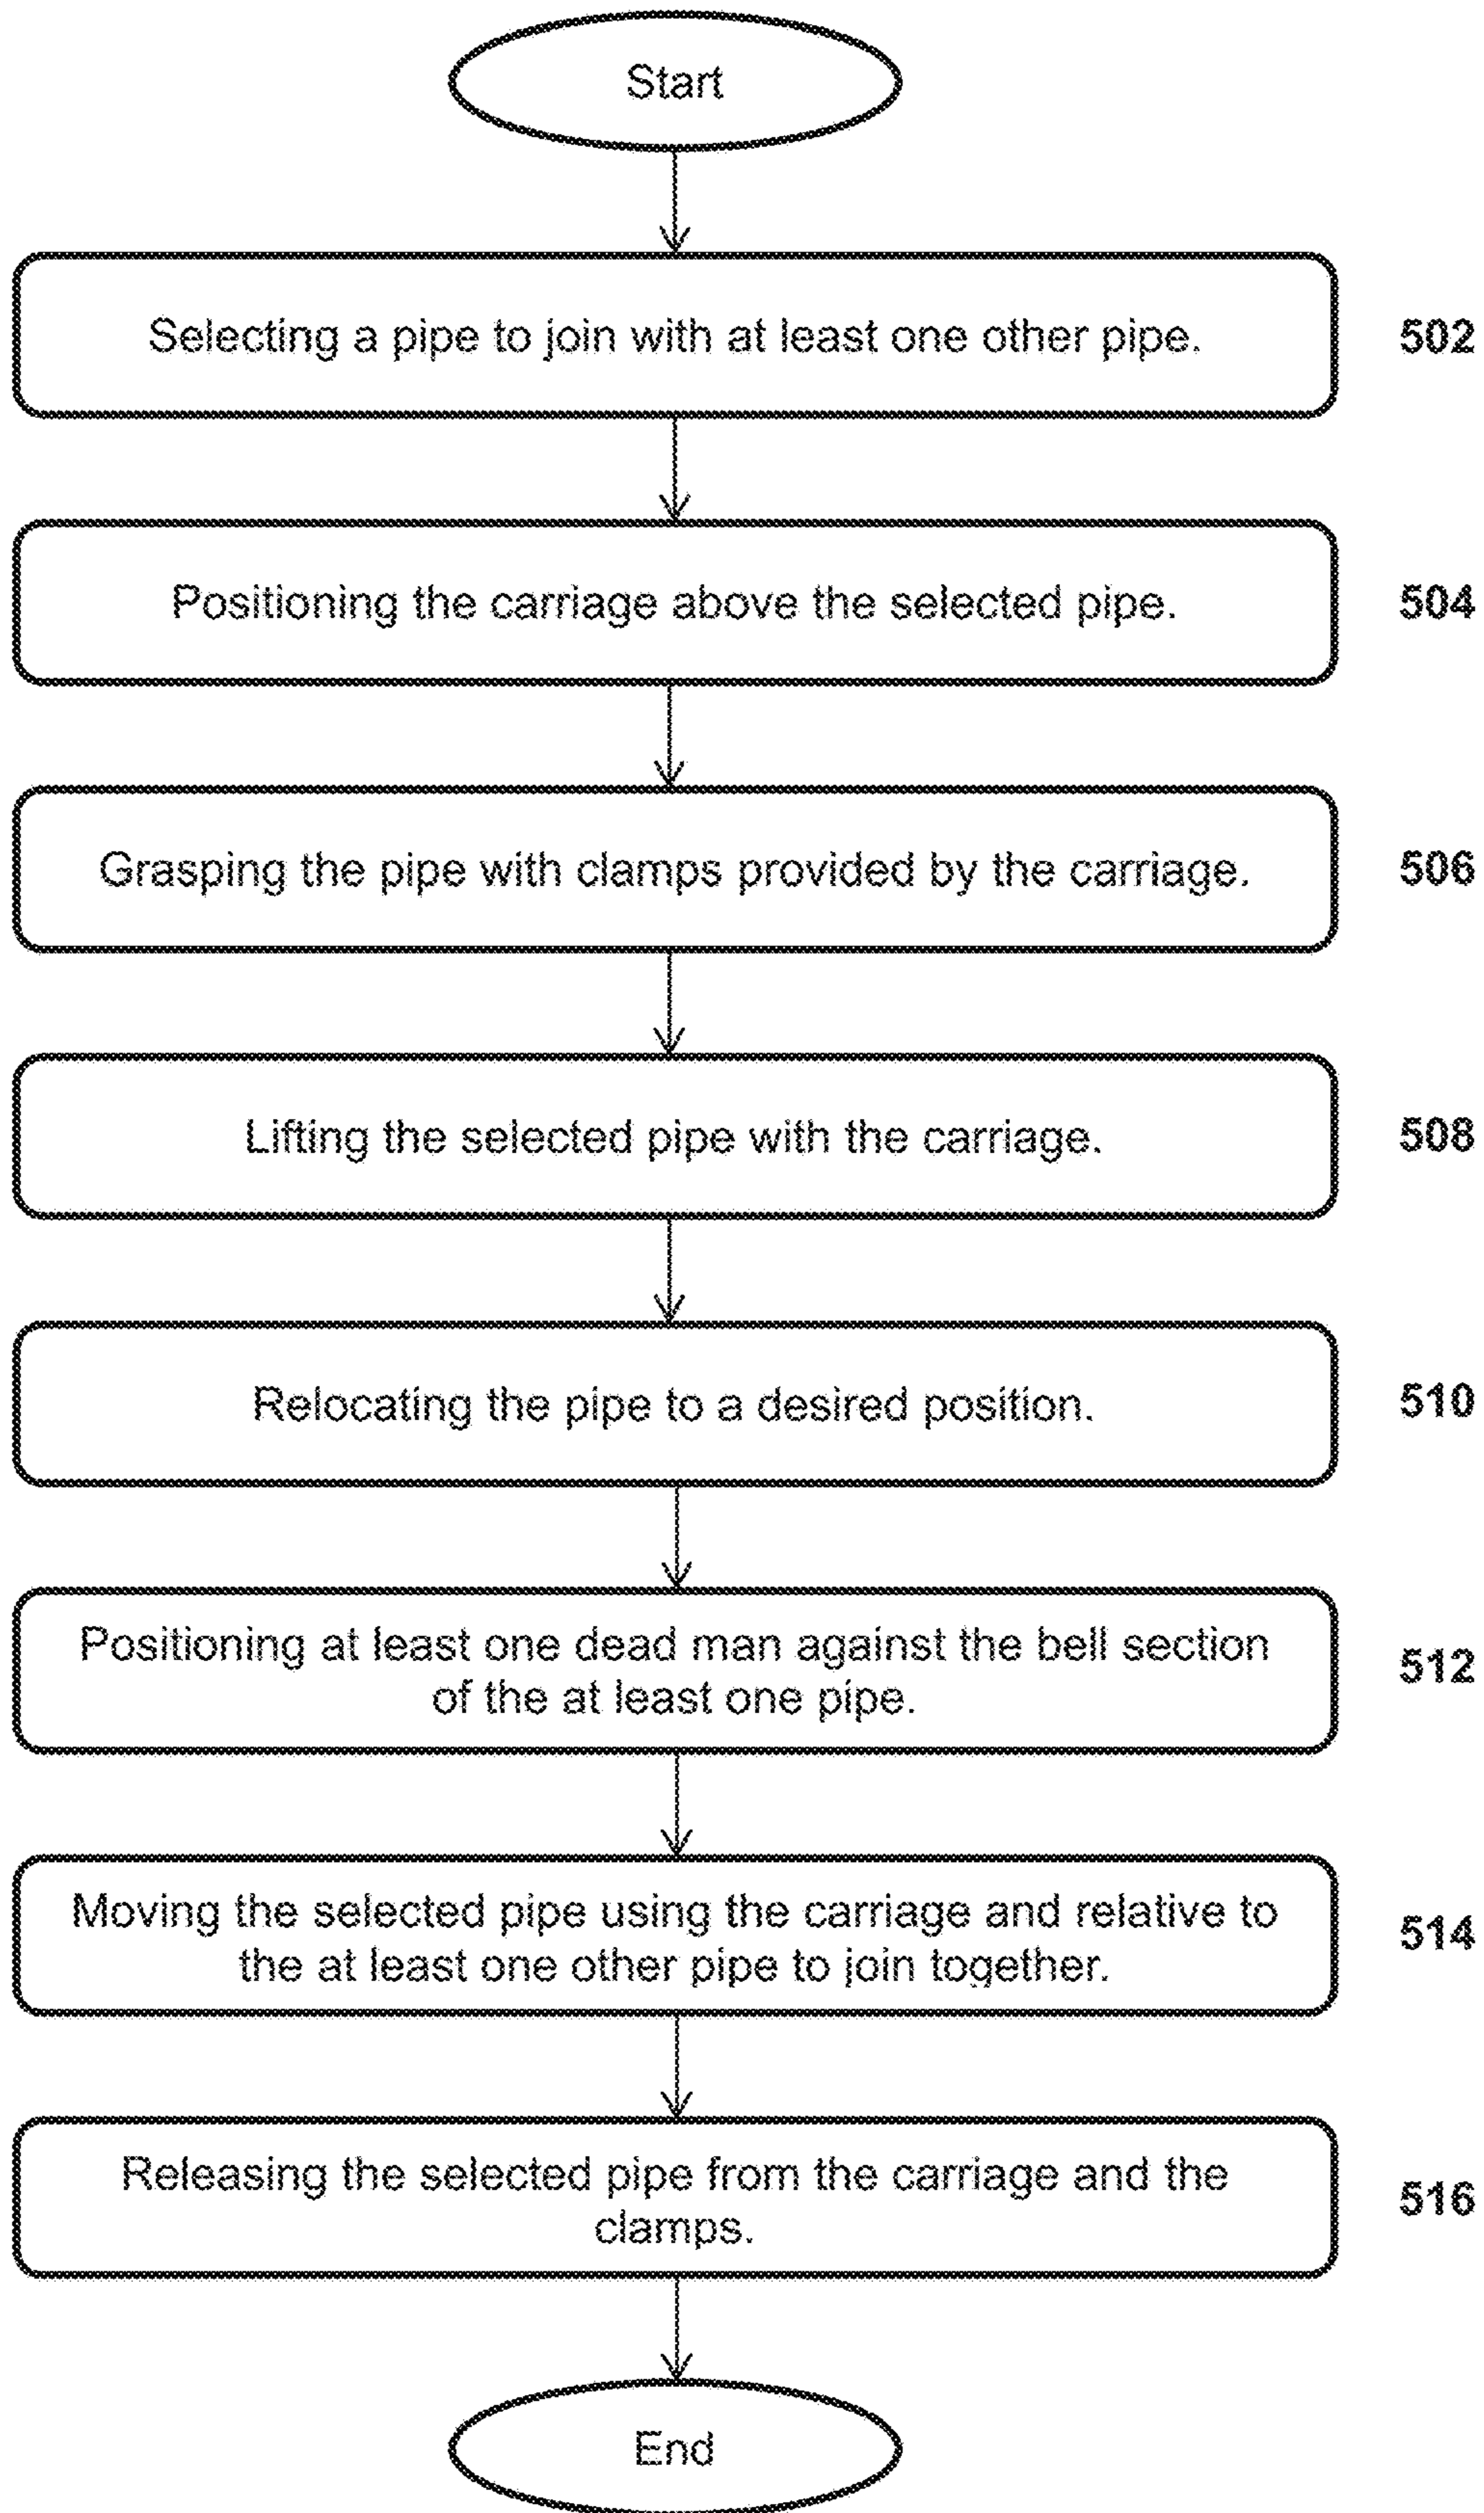 Start
Selecting a pipe to join with at least one other pipe.
502
Positioning the carriage above the selected pipe.
504
Grasping the pipe with clamps provided by the carriage.
506
Lifting the selected pipe with the carriage.
508
Relocating the pipe to a desired position.
510
Positioning at least one dead man against the bell section
of the at least one pipe.
512
Moving the selected pipe using the carriage and relative to
the at least one other pipe to join together.
514
Releasing the selected pipe from the carriage and the
clamps.
516
End